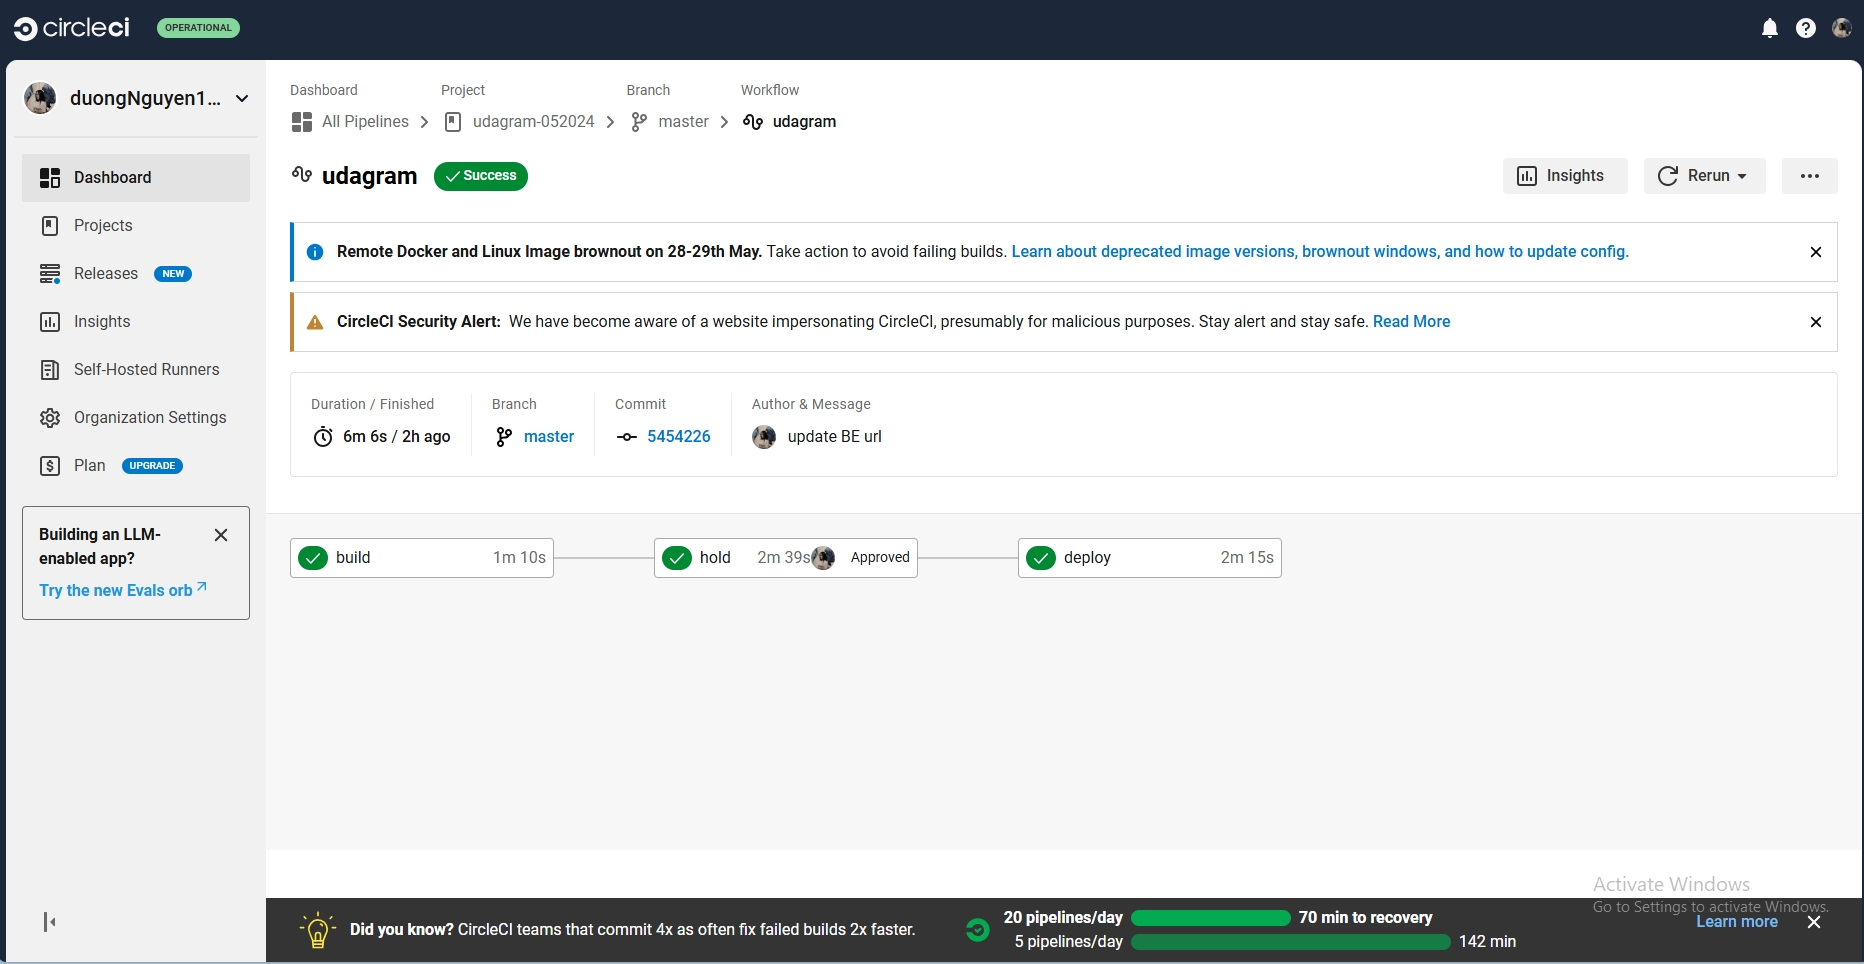 circleci
OPERATIONAL
duongNguyen1...
Dashboard
Projects
Releases NEW
Insights
Self-Hosted Runners
Organization Settings
Plan UPGRADE
Building an LLM-
enabled app?
Try the new Evals orb
Dashboard Project Branch Workflow
All Pipelines udagram-052024 master udagram
udagram Success
Insights Rerun
Remote Docker and Linux Image brownout on 28-29th May. Take action to avoid failing builds. Learn about deprecated image versions, brownout windows, and how to update config.
CircleCI Security Alert: We have become aware of a website impersonating CircleCI, presumably for malicious purposes. Stay alert and stay safe. Read More
Duration / Finished Branch Commit Author & Message
6m 6s / 2h ago master 5454226 update BE url
build 1m 10s hold 2m 39s Approved deploy 2m 15s
Activate Windows
Go to Settings to activate Windows.
Did you know? CircleCI teams that commit 4x as often fix failed builds 2x faster.
20 pipelines/day 70 min to recovery
5 pipelines/day 142 min
Learn more